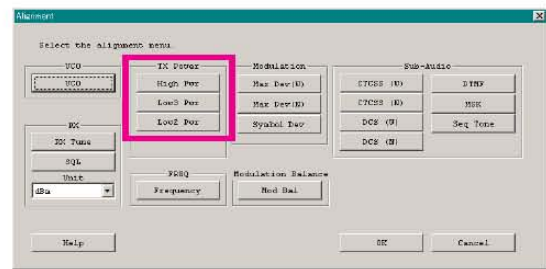 Alignment
Select the alignment menu.
VCO
VCO
TX Power
High Pwr
Low3 Pwr
Low2 Pwr
Modulation
Max Dev(W)
Max Dev(N)
Symbol Dev
Sub-Audio
CTCSS (W)
CTCSS (N)
DCS (W)
DCS (N)
DTMF
MSK
Seq Tone
RX
RX Tune
SQL
Unit
dBm
FREQ
Frequency
Modulation Balance
Mod Bal
Help
OK
Cancel